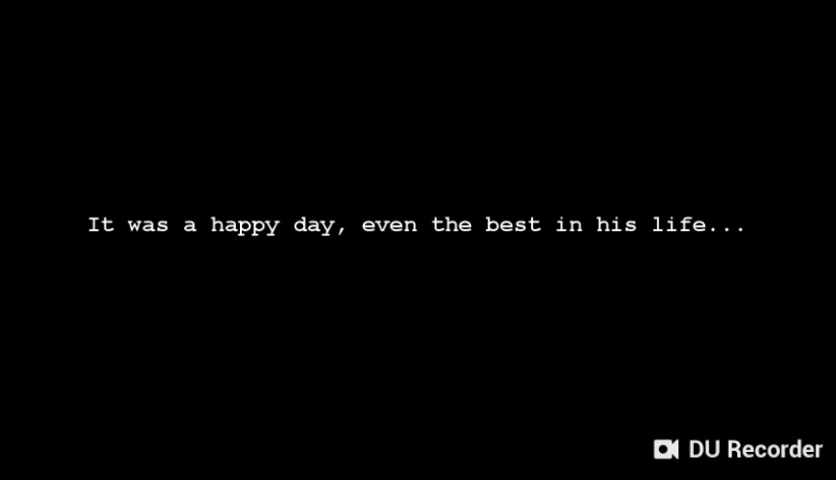 It was a happy day, even the best in his life...
DU Recorder